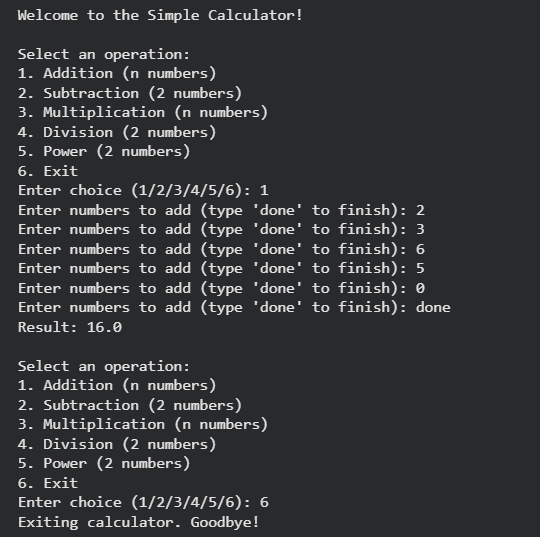 Welcome to the Simple Calculator!
Select an operation:
1. Addition (n numbers)
2. Subtraction (2 numbers)
3. Multiplication (n numbers)
4. Division (2 numbers)
5. Power (2 numbers)
6. Exit
Enter choice (1/2/3/4/5/6): 1
Enter numbers to add (type 'done' to finish): 2
Enter numbers to add (type 'done' to finish): 3
Enter numbers to add (type 'done' to finish): 6
Enter numbers to add (type 'done' to finish): 5
Enter numbers to add (type 'done' to finish): 0
Enter numbers to add (type 'done' to finish): done
Result: 16.0
Select an operation:
1. Addition (n numbers)
2. Subtraction (2 numbers)
3. Multiplication (n numbers)
4. Division (2 numbers)
5. Power (2 numbers)
6. Exit
Enter choice (1/2/3/4/5/6): 6
Exiting calculator. Goodbye!